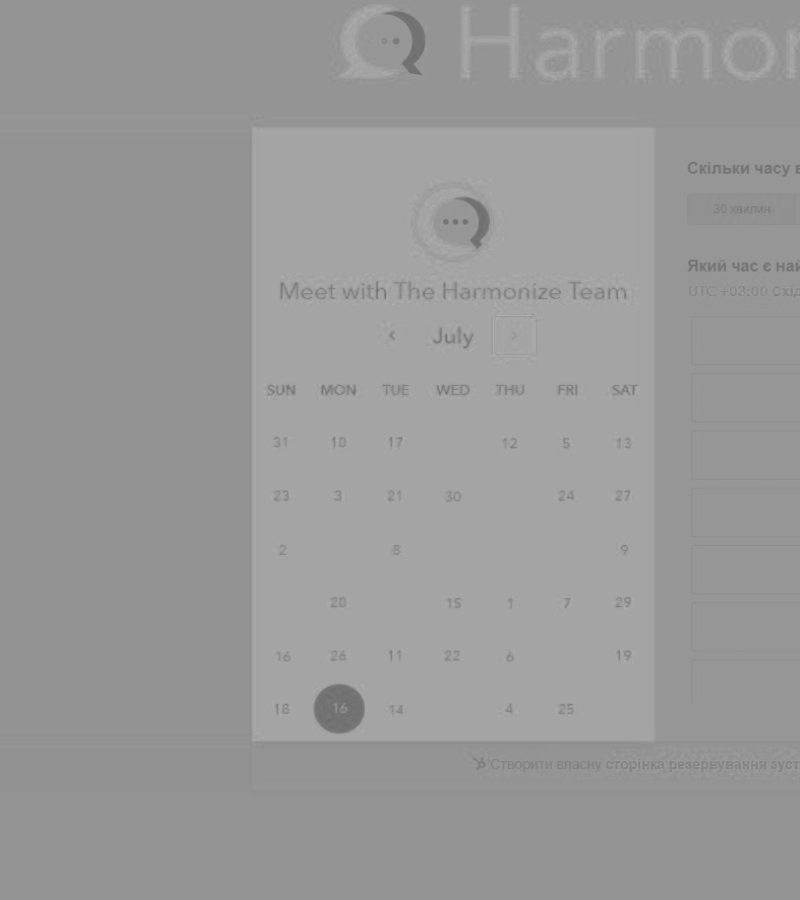 Harmon
Скільки часу в
30 хвилин
Meet with The Harmonize Team
Який час є най
UTC +03:00 Схід
‹ July ›
SUN MON TUE WED THU FRI SAT
31 10 17 12 5 13
23 3 21 30 24 27
2 8 9
20 15 1 7 29
16 26 11 22 6 19
18 16 14 4 25
Створити власну сторінка резервування зуст